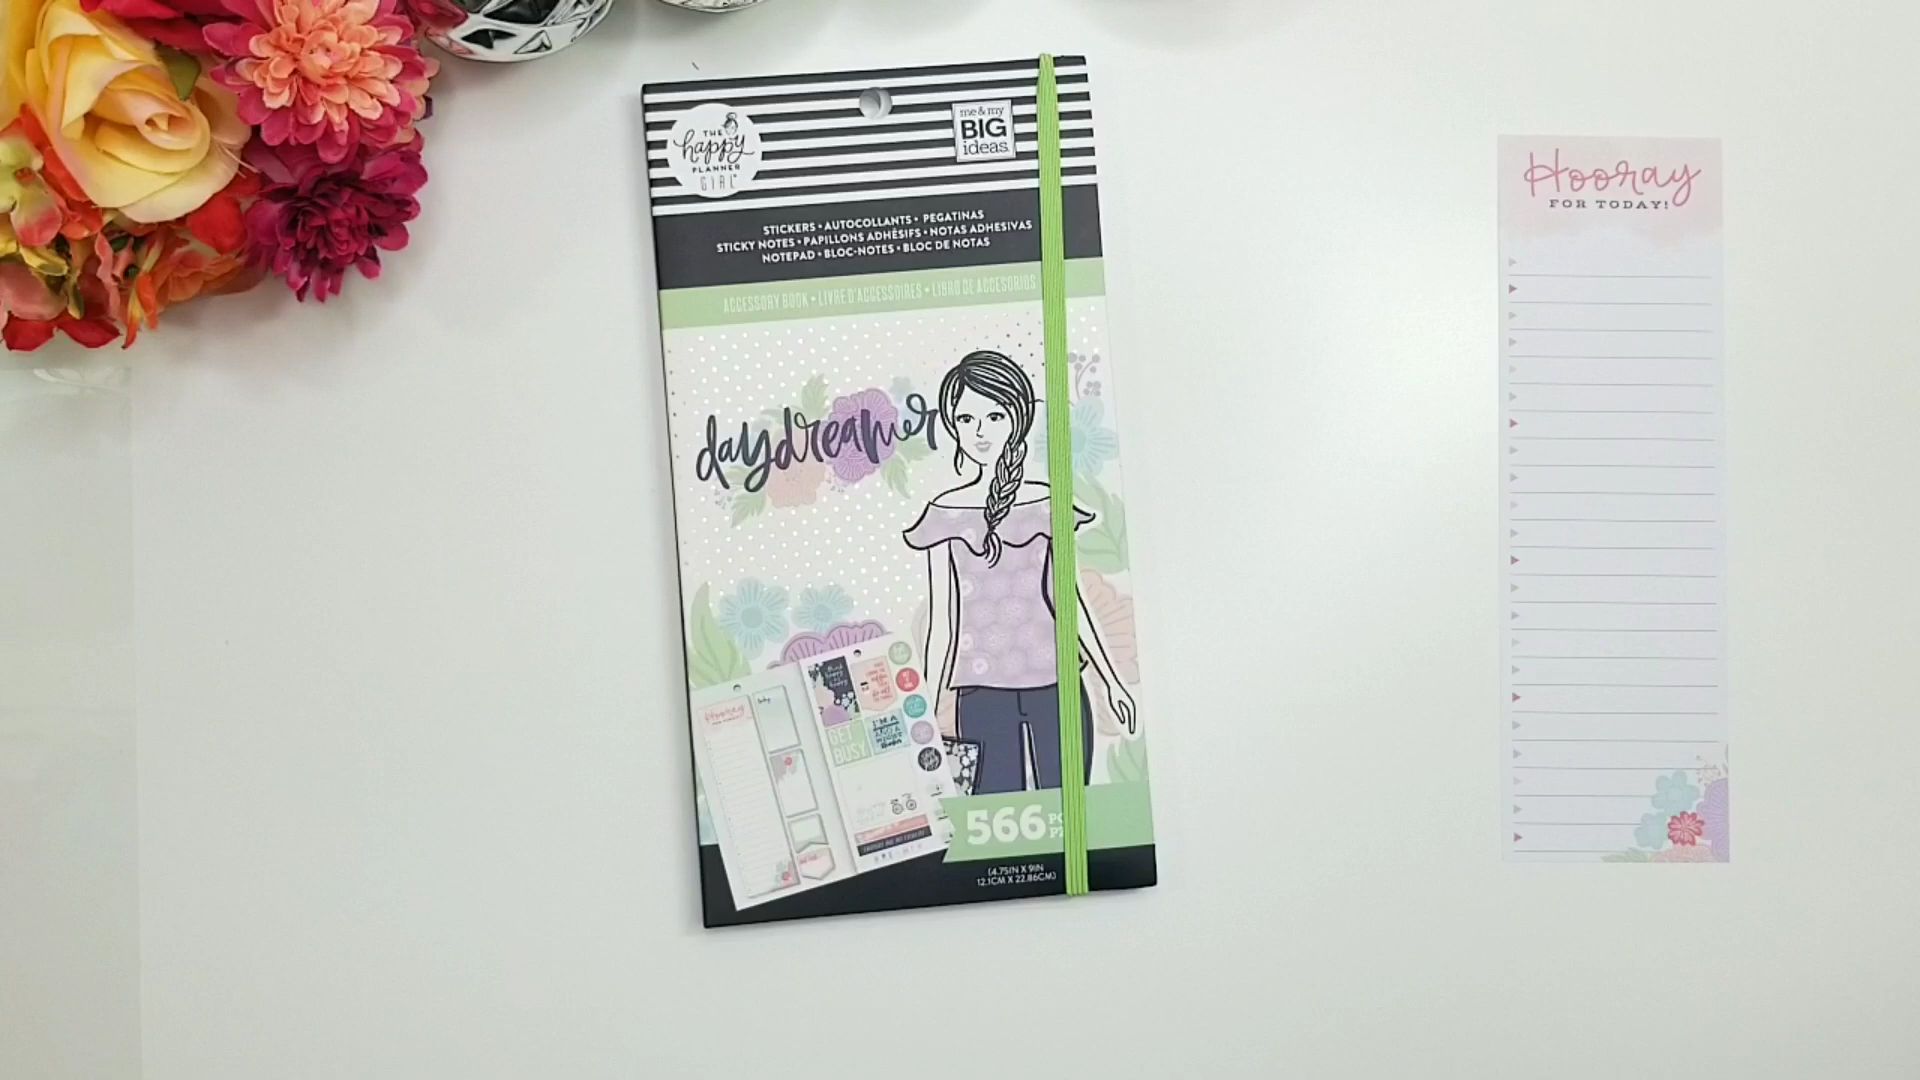 THE
happy
PLANNER
GIRL
me & my
BIG
ideas
STICKERS • AUTOCOLLANTS • PEGATINAS
STICKY NOTES • PAPILLONS ADHÉSIFS • NOTAS ADHESIVAS
NOTEPAD • BLOC-NOTES • BLOC DE NOTAS
ACCESSORY BOOK • LIVRE D'ACCESSOIRES • LIBRO DE ACCESORIOS
daydreamer
Hooray
GET
BUSY
I'M A
566
(4.75IN X 9IN
12.1CM X 22.86CM)
Hooray
FOR TODAY!